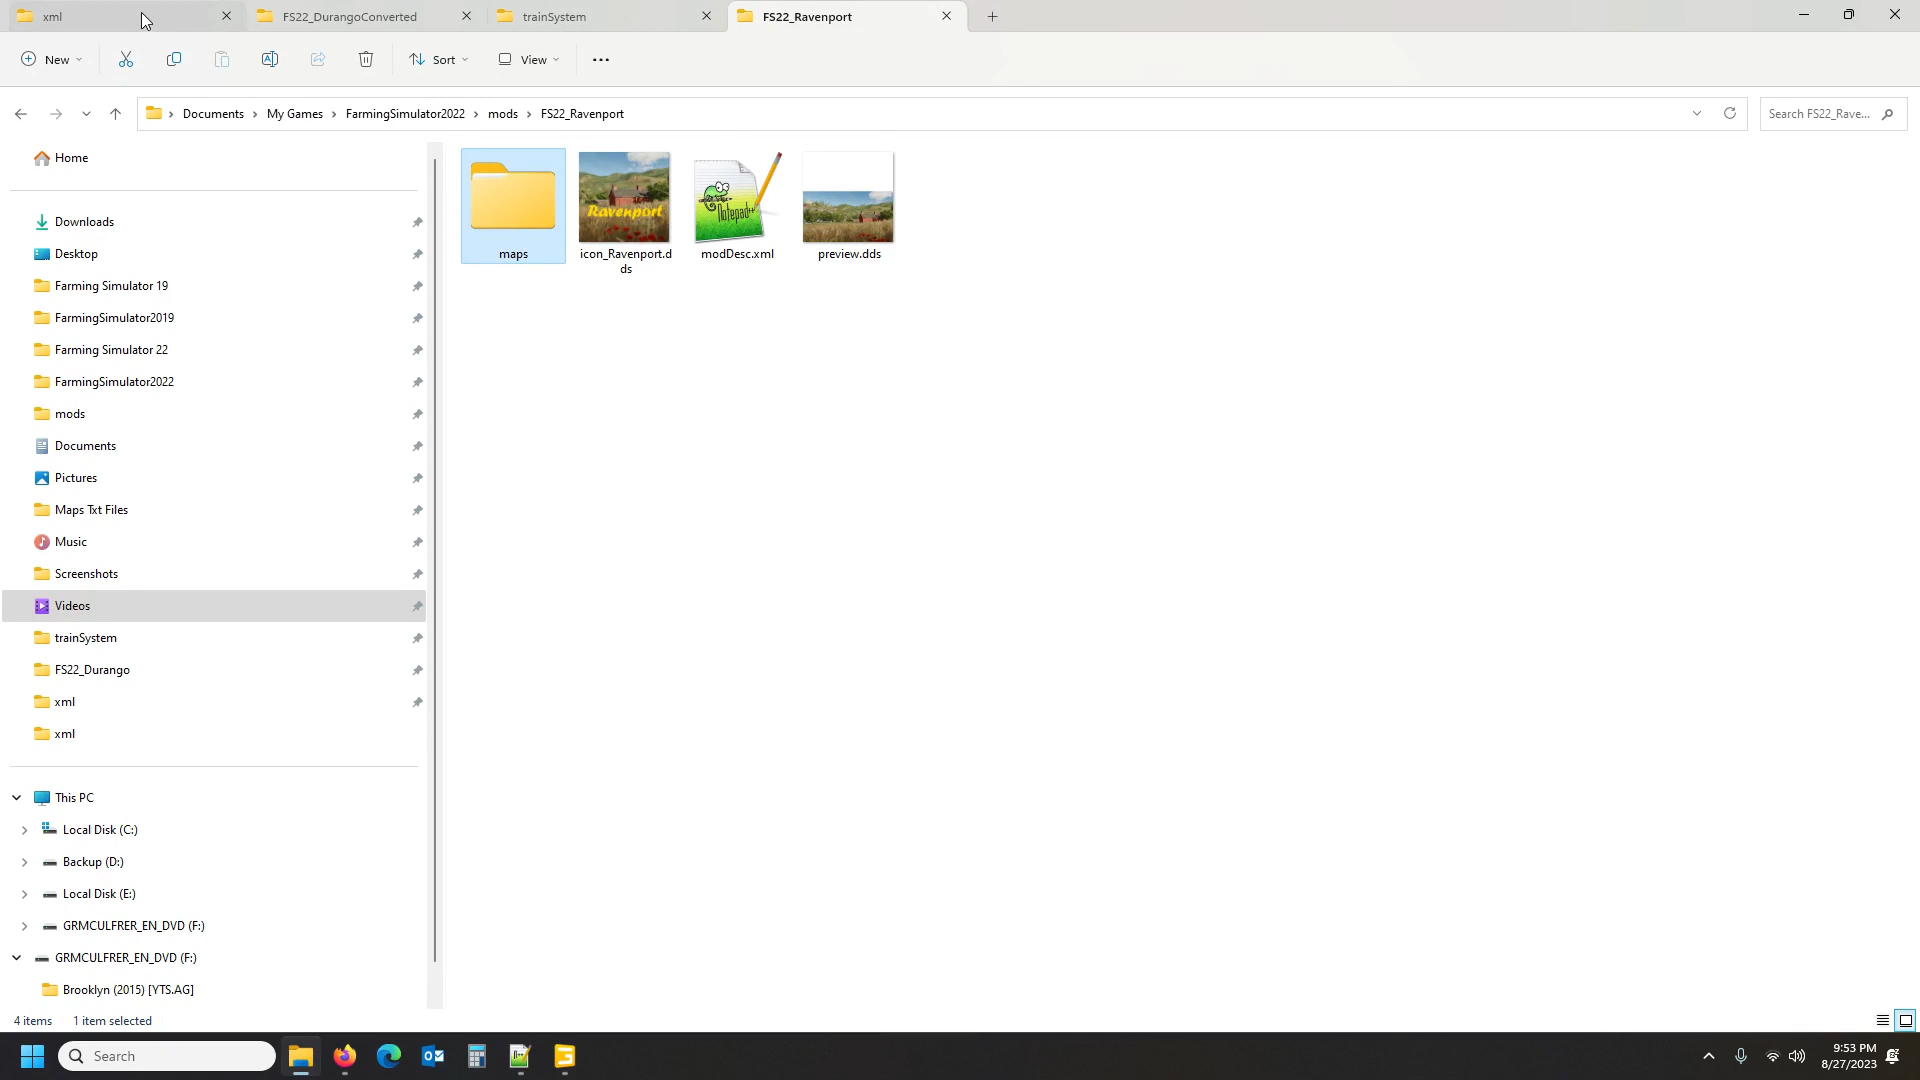 xml
FS22_DurangoConverted
trainSystem
FS22_Ravenport
New
Sort
View
Documents
My Games
FarmingSimulator2022
mods
FS22_Ravenport
Search FS22_Rave...
Home
Downloads
Desktop
Farming Simulator 19
FarmingSimulator2019
Farming Simulator 22
FarmingSimulator2022
mods
Documents
Pictures
Maps Txt Files
Music
Screenshots
Videos
trainSystem
FS22_Durango
xml
xml
This PC
Local Disk (C:)
Backup (D:)
Local Disk (E:)
GRMCULFRER_EN_DVD (F:)
GRMCULFRER_EN_DVD (F:)
Brooklyn (2015) [YTS.AG]
Ravenport
Notepad++
maps
icon_Ravenport.d
ds
modDesc.xml
preview.dds
4 items
1 item selected
Search
9:53 PM
8/27/2023